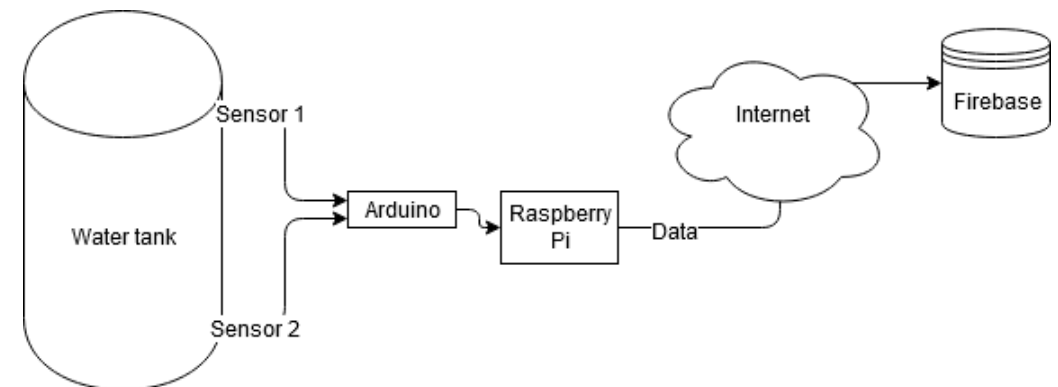 Sensor 1
Internet
Firebase
Water tank
Arduino
Raspberry
Pi
Data
Sensor 2